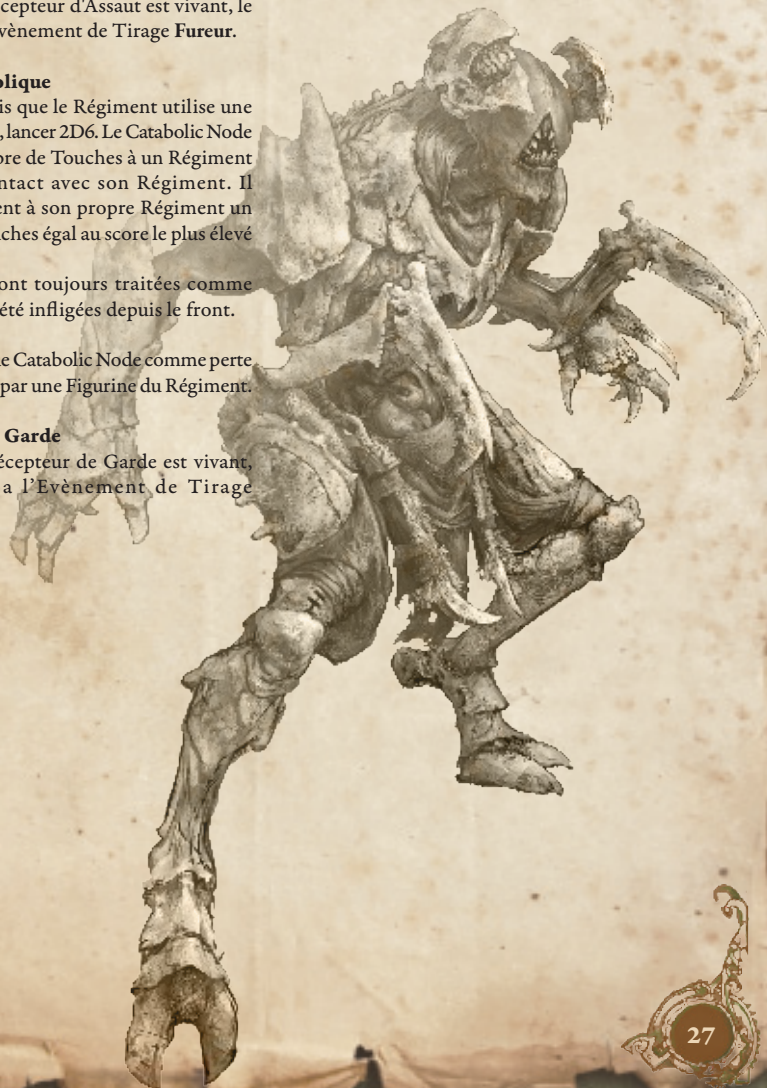 cepteur d'Assaut est vivant, le
vènement de Tirage Fureur.
olique
is que le Régiment utilise une
, lancer 2D6. Le Catabolic Node
bre de Touches à un Régiment
ntact avec son Régiment. Il
ent à son propre Régiment un
ches égal au score le plus élevé
ont toujours traitées comme
été infligées depuis le front.
e Catabolic Node comme perte
par une Figurine du Régiment.
Garde
écepteur de Garde est vivant,
a l’Evènement de Tirage
27